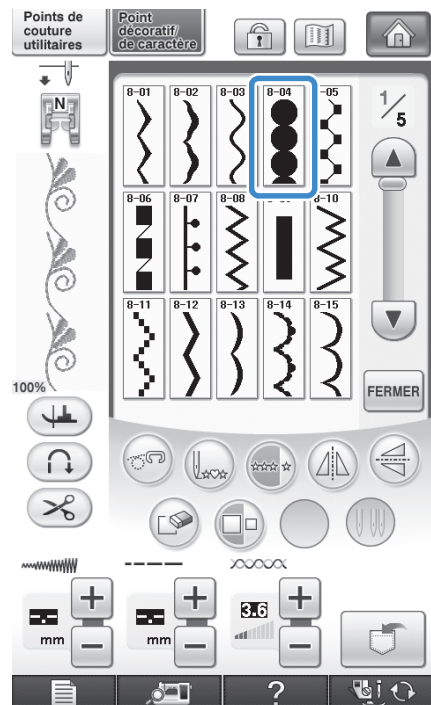 Points de
couture
utilitaires
Point
décoratif/
de caractère
N
8-01 8-02 8-03 8-04 -05
1/5
8-06 8-07 8-08 8-10
8-11 8-12 8-13 8-14 8-15
100%
FERMER
3.6
mm
mm
?